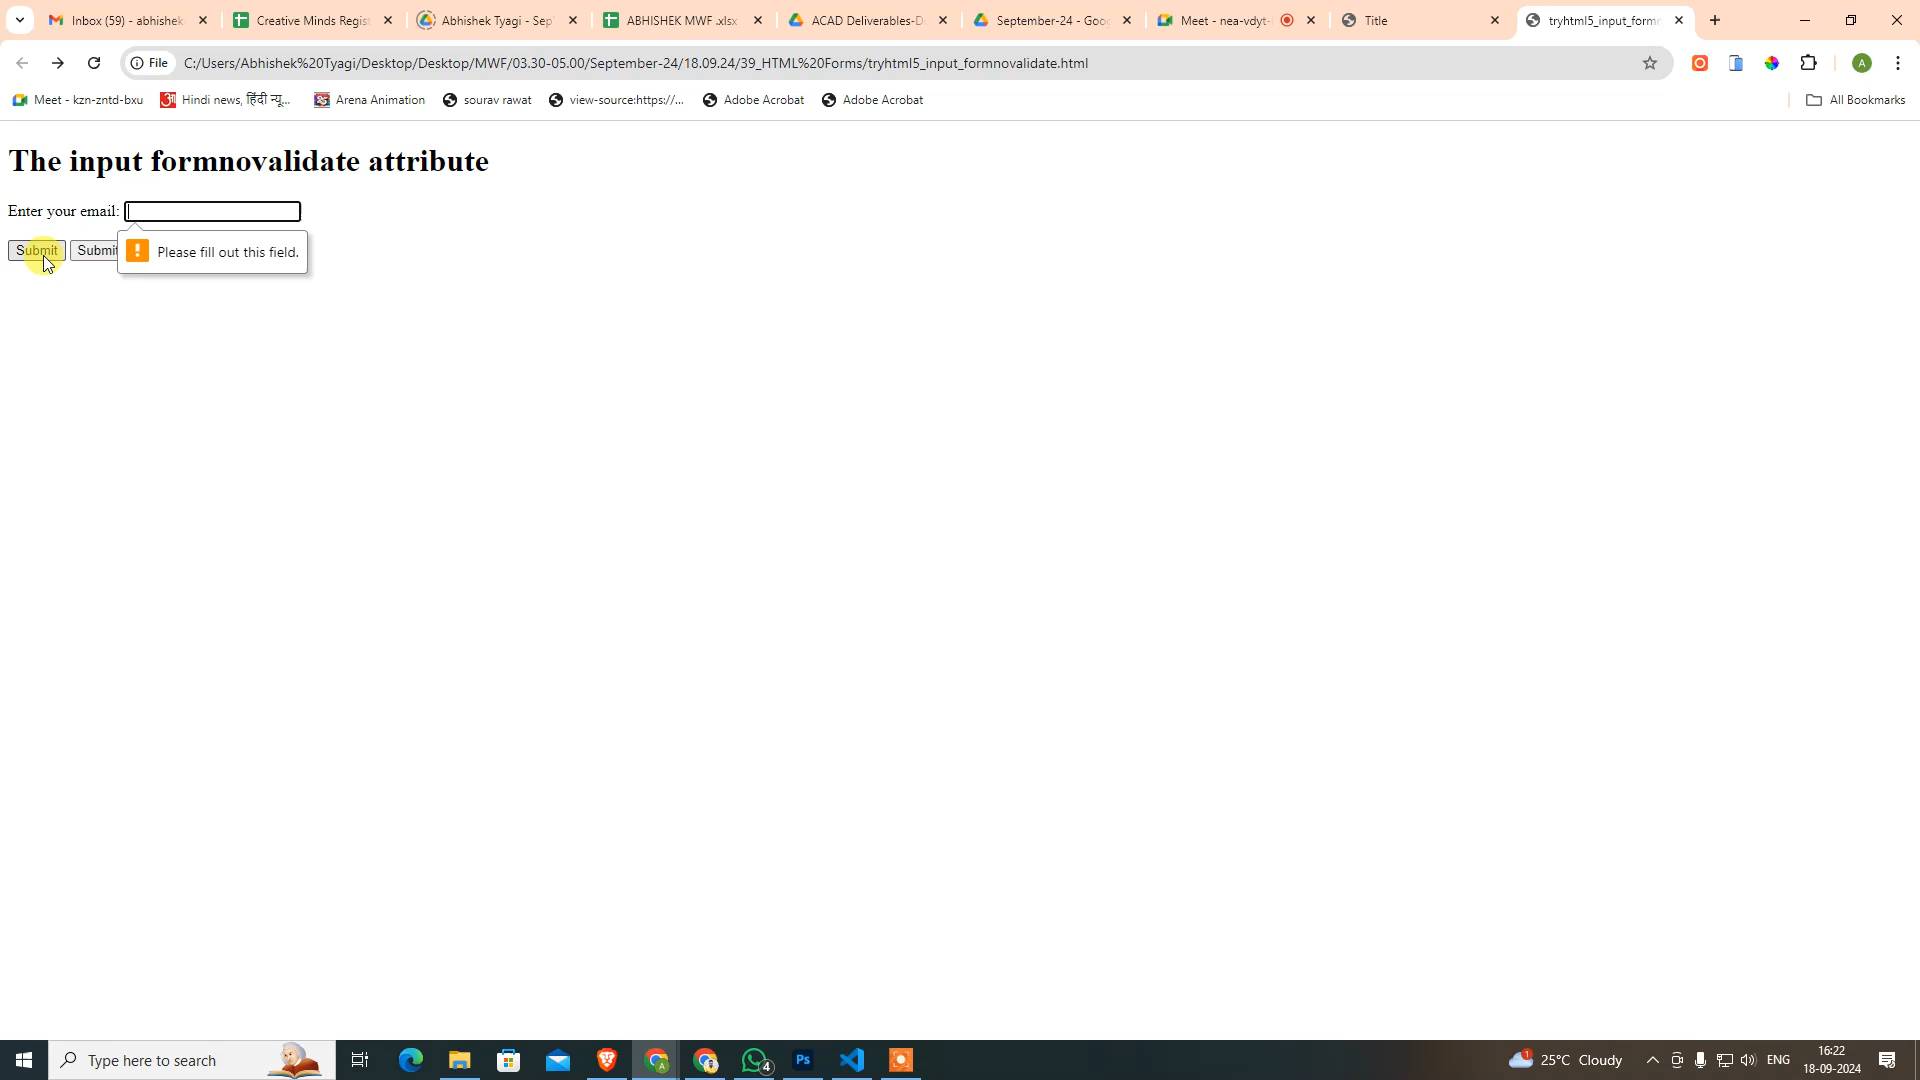 Inbox (59) - abhishek
Creative Minds Regist
Abhishek Tyagi - Sep'
ABHISHEK MWF .xlsx
ACAD Deliverables-D
September-24 - Goo
Meet - nea-vdyt-
Title
tryhtml5_input_form
File C:/Users/Abhishek%20Tyagi/Desktop/Desktop/MWF/03.30-05.00/September-24/18.09.24/39_HTML%20Forms/tryhtml5_input_formnovalidate.html
A
Meet - kzn-zntd-bxu
Hindi news, हिंदी न्यू...
Arena Animation
sourav rawat
view-source:https://...
Adobe Acrobat
Adobe Acrobat
All Bookmarks
The input formnovalidate attribute
Enter your email:
Submit Submit
! Please fill out this field.
Type here to search
A
4
Ps
1
25°C Cloudy
ENG
16:22
18-09-2024